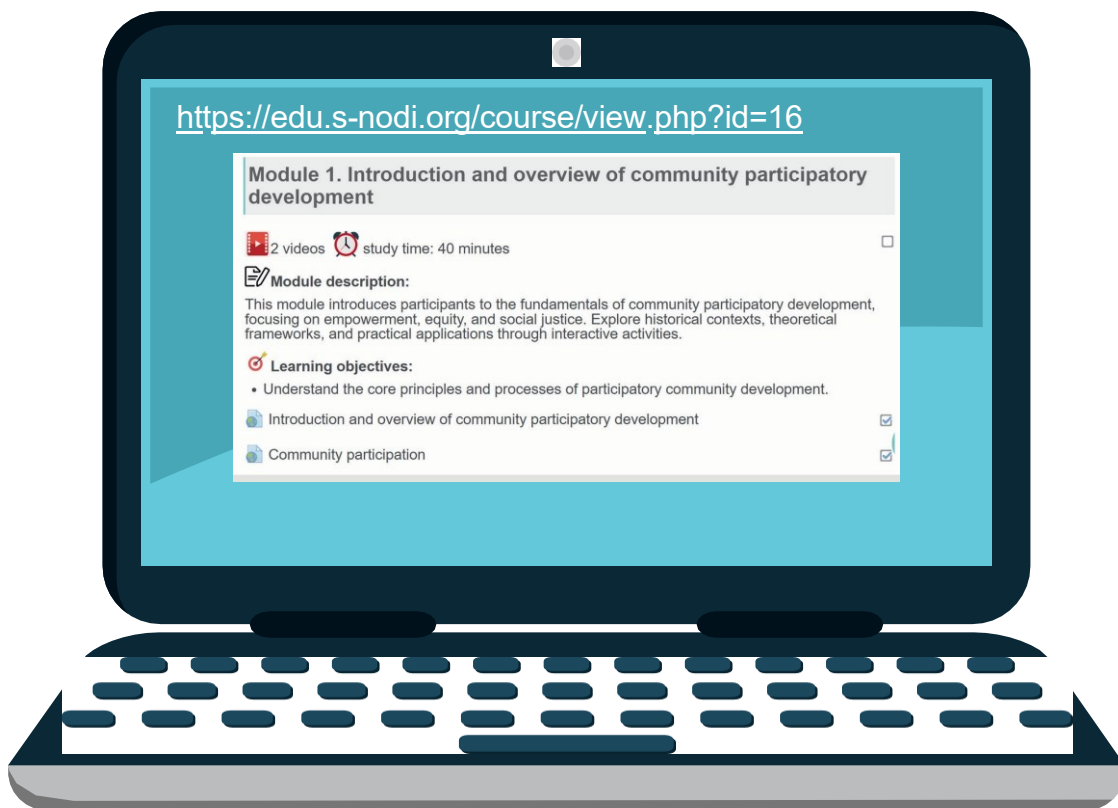 https://edu.s-nodi.org/course/view.php?id=16
Module 1. Introduction and overview of community participatory
development
2 videos study time: 40 minutes
Module description:
This module introduces participants to the fundamentals of community participatory development,
focusing on empowerment, equity, and social justice. Explore historical contexts, theoretical
frameworks, and practical applications through interactive activities.
Learning objectives:
• Understand the core principles and processes of participatory community development.
Introduction and overview of community participatory development
Community participation